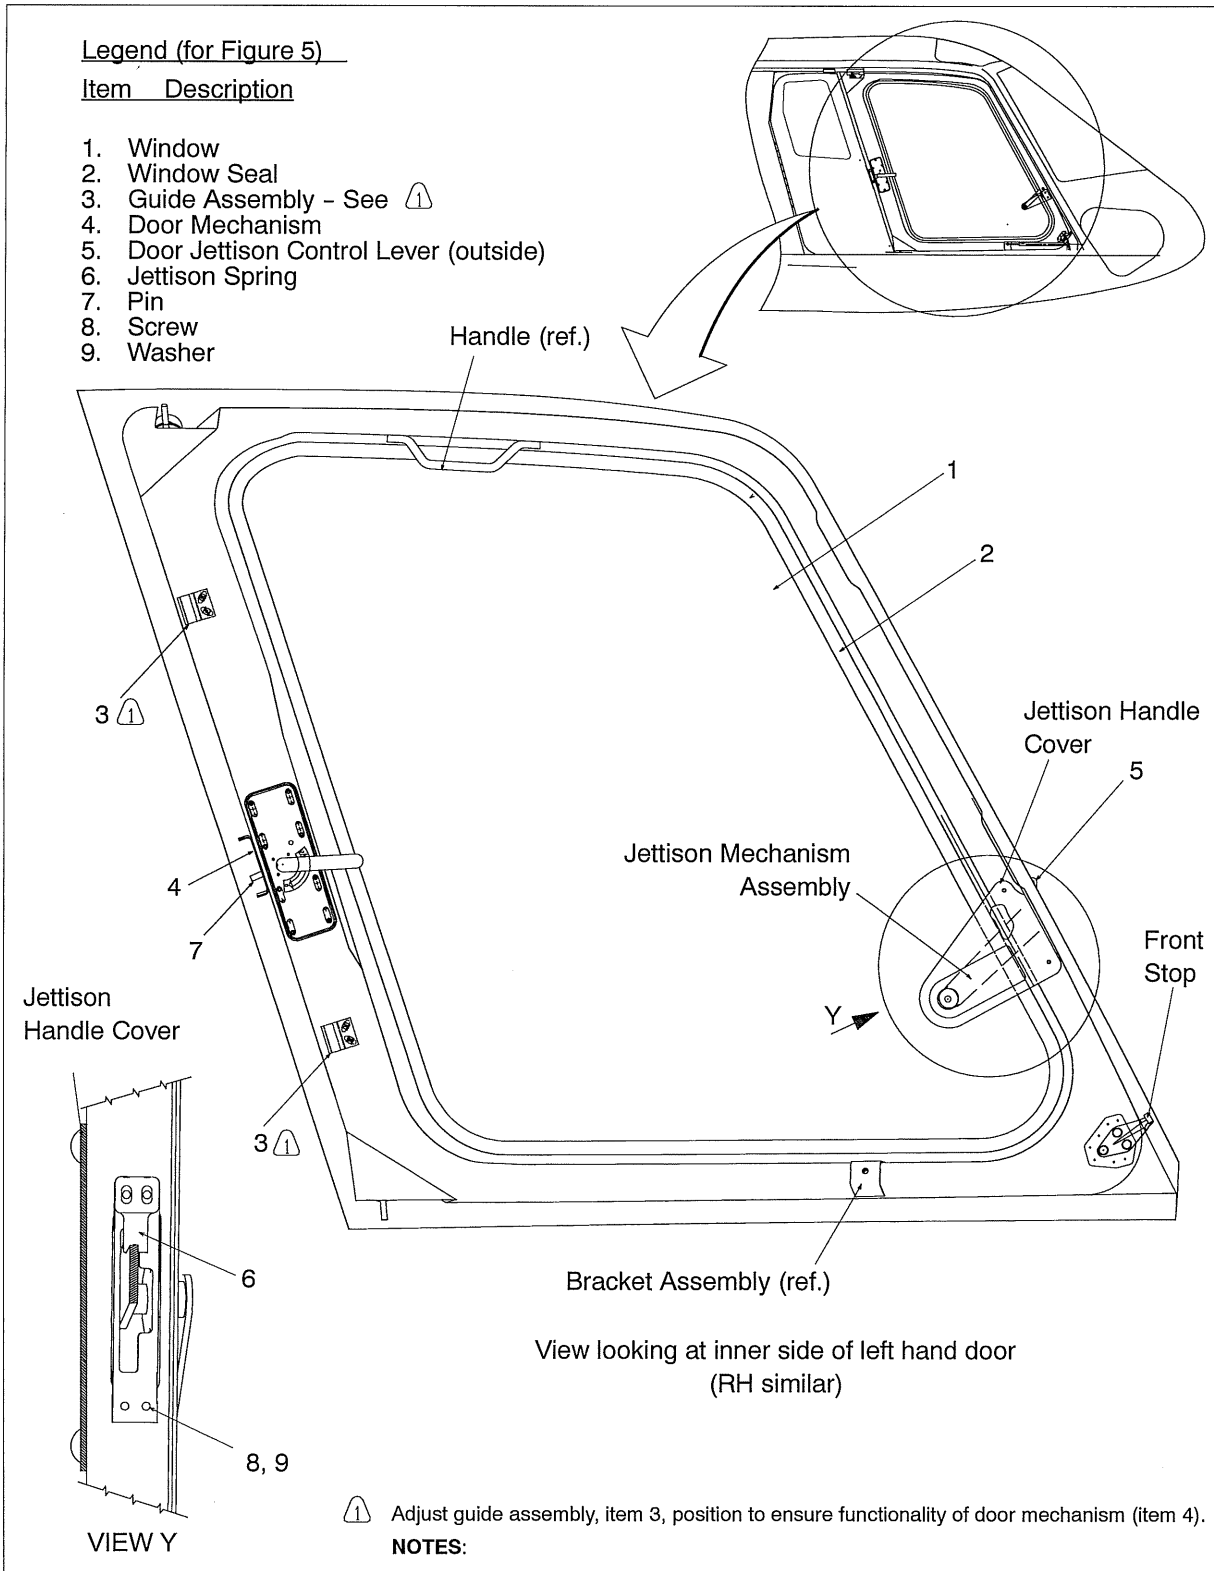 Legend (for Figure 5)
Item Description
1. Window
2. Window Seal
3. Guide Assembly – See 1
4. Door Mechanism
5. Door Jettison Control Lever (outside)
6. Jettison Spring
7. Pin
8. Screw
9. Washer
Handle (ref.)
1
2
3 1
Jettison Handle
Cover
5
Jettison Mechanism
Assembly
4
7
Front
Stop
Y
Jettison
Handle Cover
3 1
6
Bracket Assembly (ref.)
View looking at inner side of left hand door
(RH similar)
8, 9
VIEW Y
1 Adjust guide assembly, item 3, position to ensure functionality of door mechanism (item 4).
NOTES: